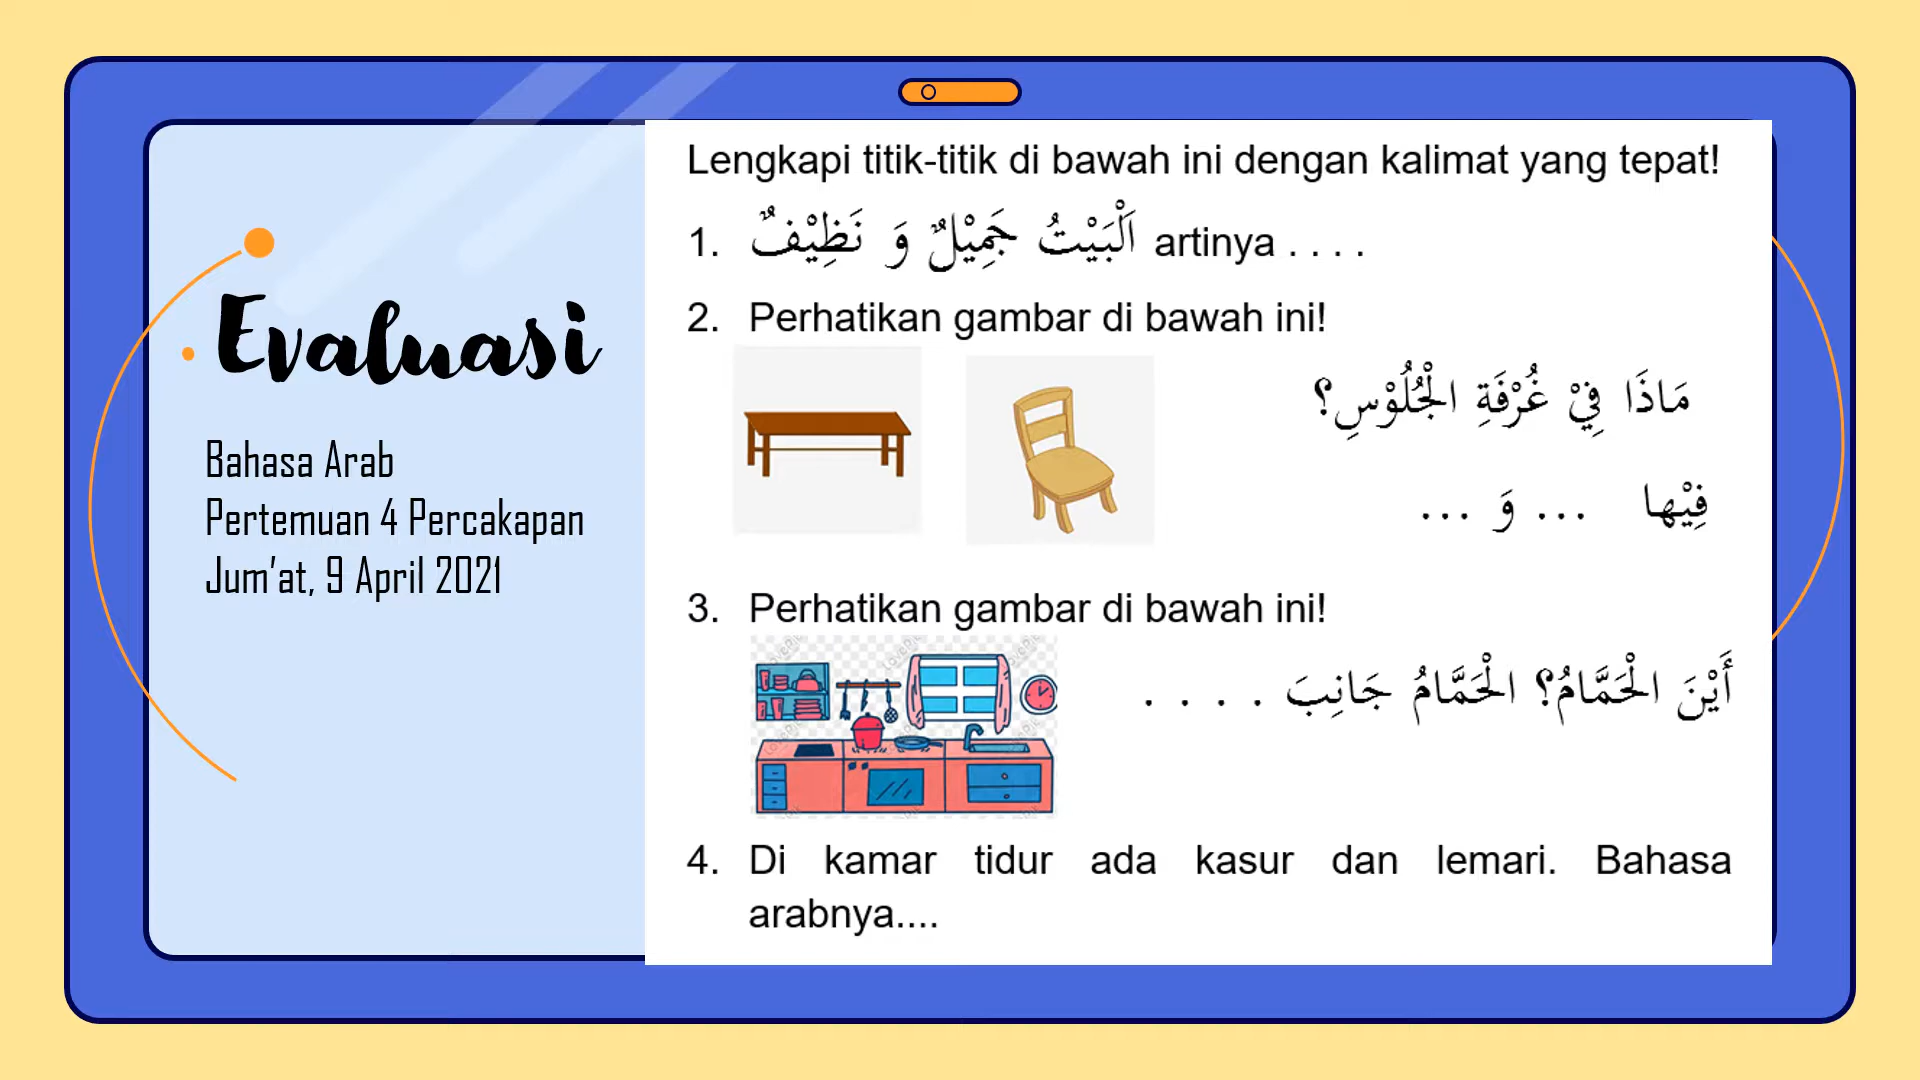 Evaluasi
Bahasa Arab
Pertemuan 4 Percakapan
Jum’at, 9 April 2021
Lengkapi titik-titik di bawah ini dengan kalimat yang tepat!
1. اَلْبَيْتُ جَمِيْلٌ وَ نَظِيْفٌ artinya . . . .
2. Perhatikan gambar di bawah ini!
مَاذَا فِيْ غُرْفَةِ الْجُلُوْسِ؟
فِيْها ... وَ ...
3. Perhatikan gambar di bawah ini!
أَيْنَ الْحَمَّامُ؟ الْحَمَّامُ جَانِبَ . . . .
4. Di kamar tidur ada kasur dan lemari. Bahasa
arabnya....